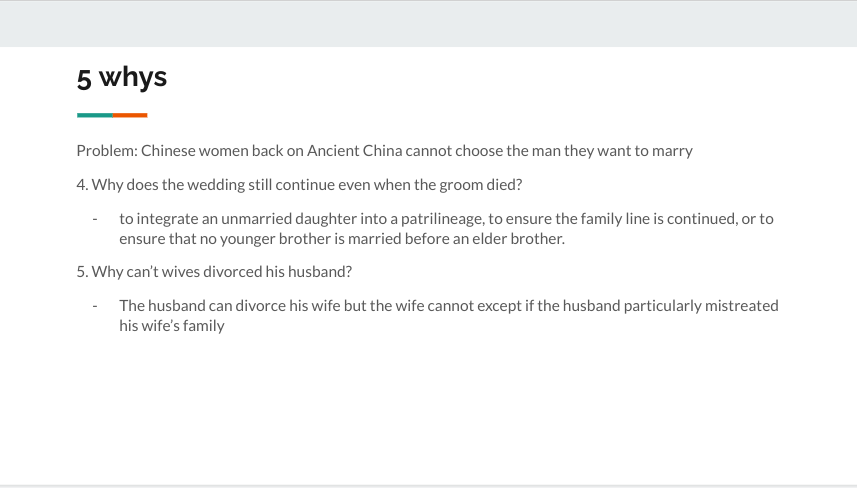 5 whys
Problem: Chinese women back on Ancient China cannot choose the man they want to marry
4. Why does the wedding still continue even when the groom died?
- to integrate an unmarried daughter into a patrilineage, to ensure the family line is continued, or to
ensure that no younger brother is married before an elder brother.
5. Why can’t wives divorced his husband?
- The husband can divorce his wife but the wife cannot except if the husband particularly mistreated
his wife’s family